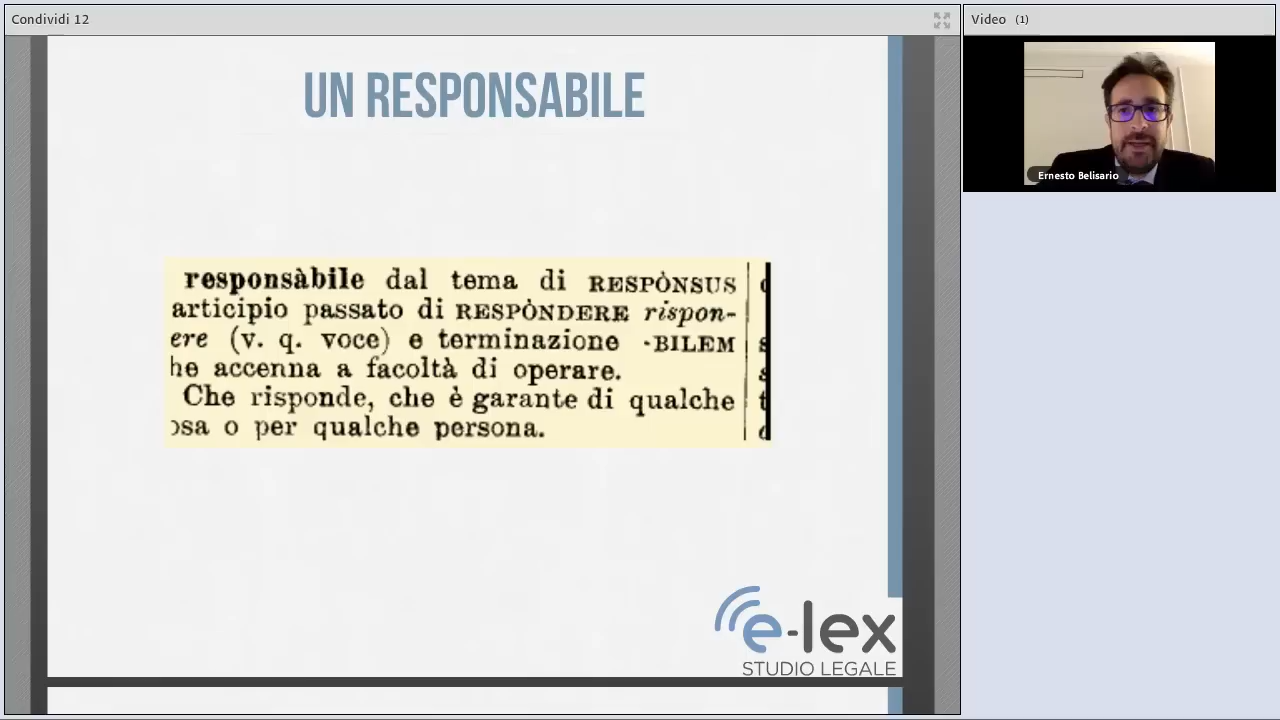 Condividi 12
Video (1)
UN RESPONSABILE
responsàbile dal tema di RESPÒNSUS
articipio passato di RESPÒNDERE rispon-
ere (v. q. voce) e terminazione -BILEM
he accenna a facoltà di operare.
Che risponde, che è garante di qualche
osa o per qualche persona.
Ernesto Belisario
e-lex
STUDIO LEGALE